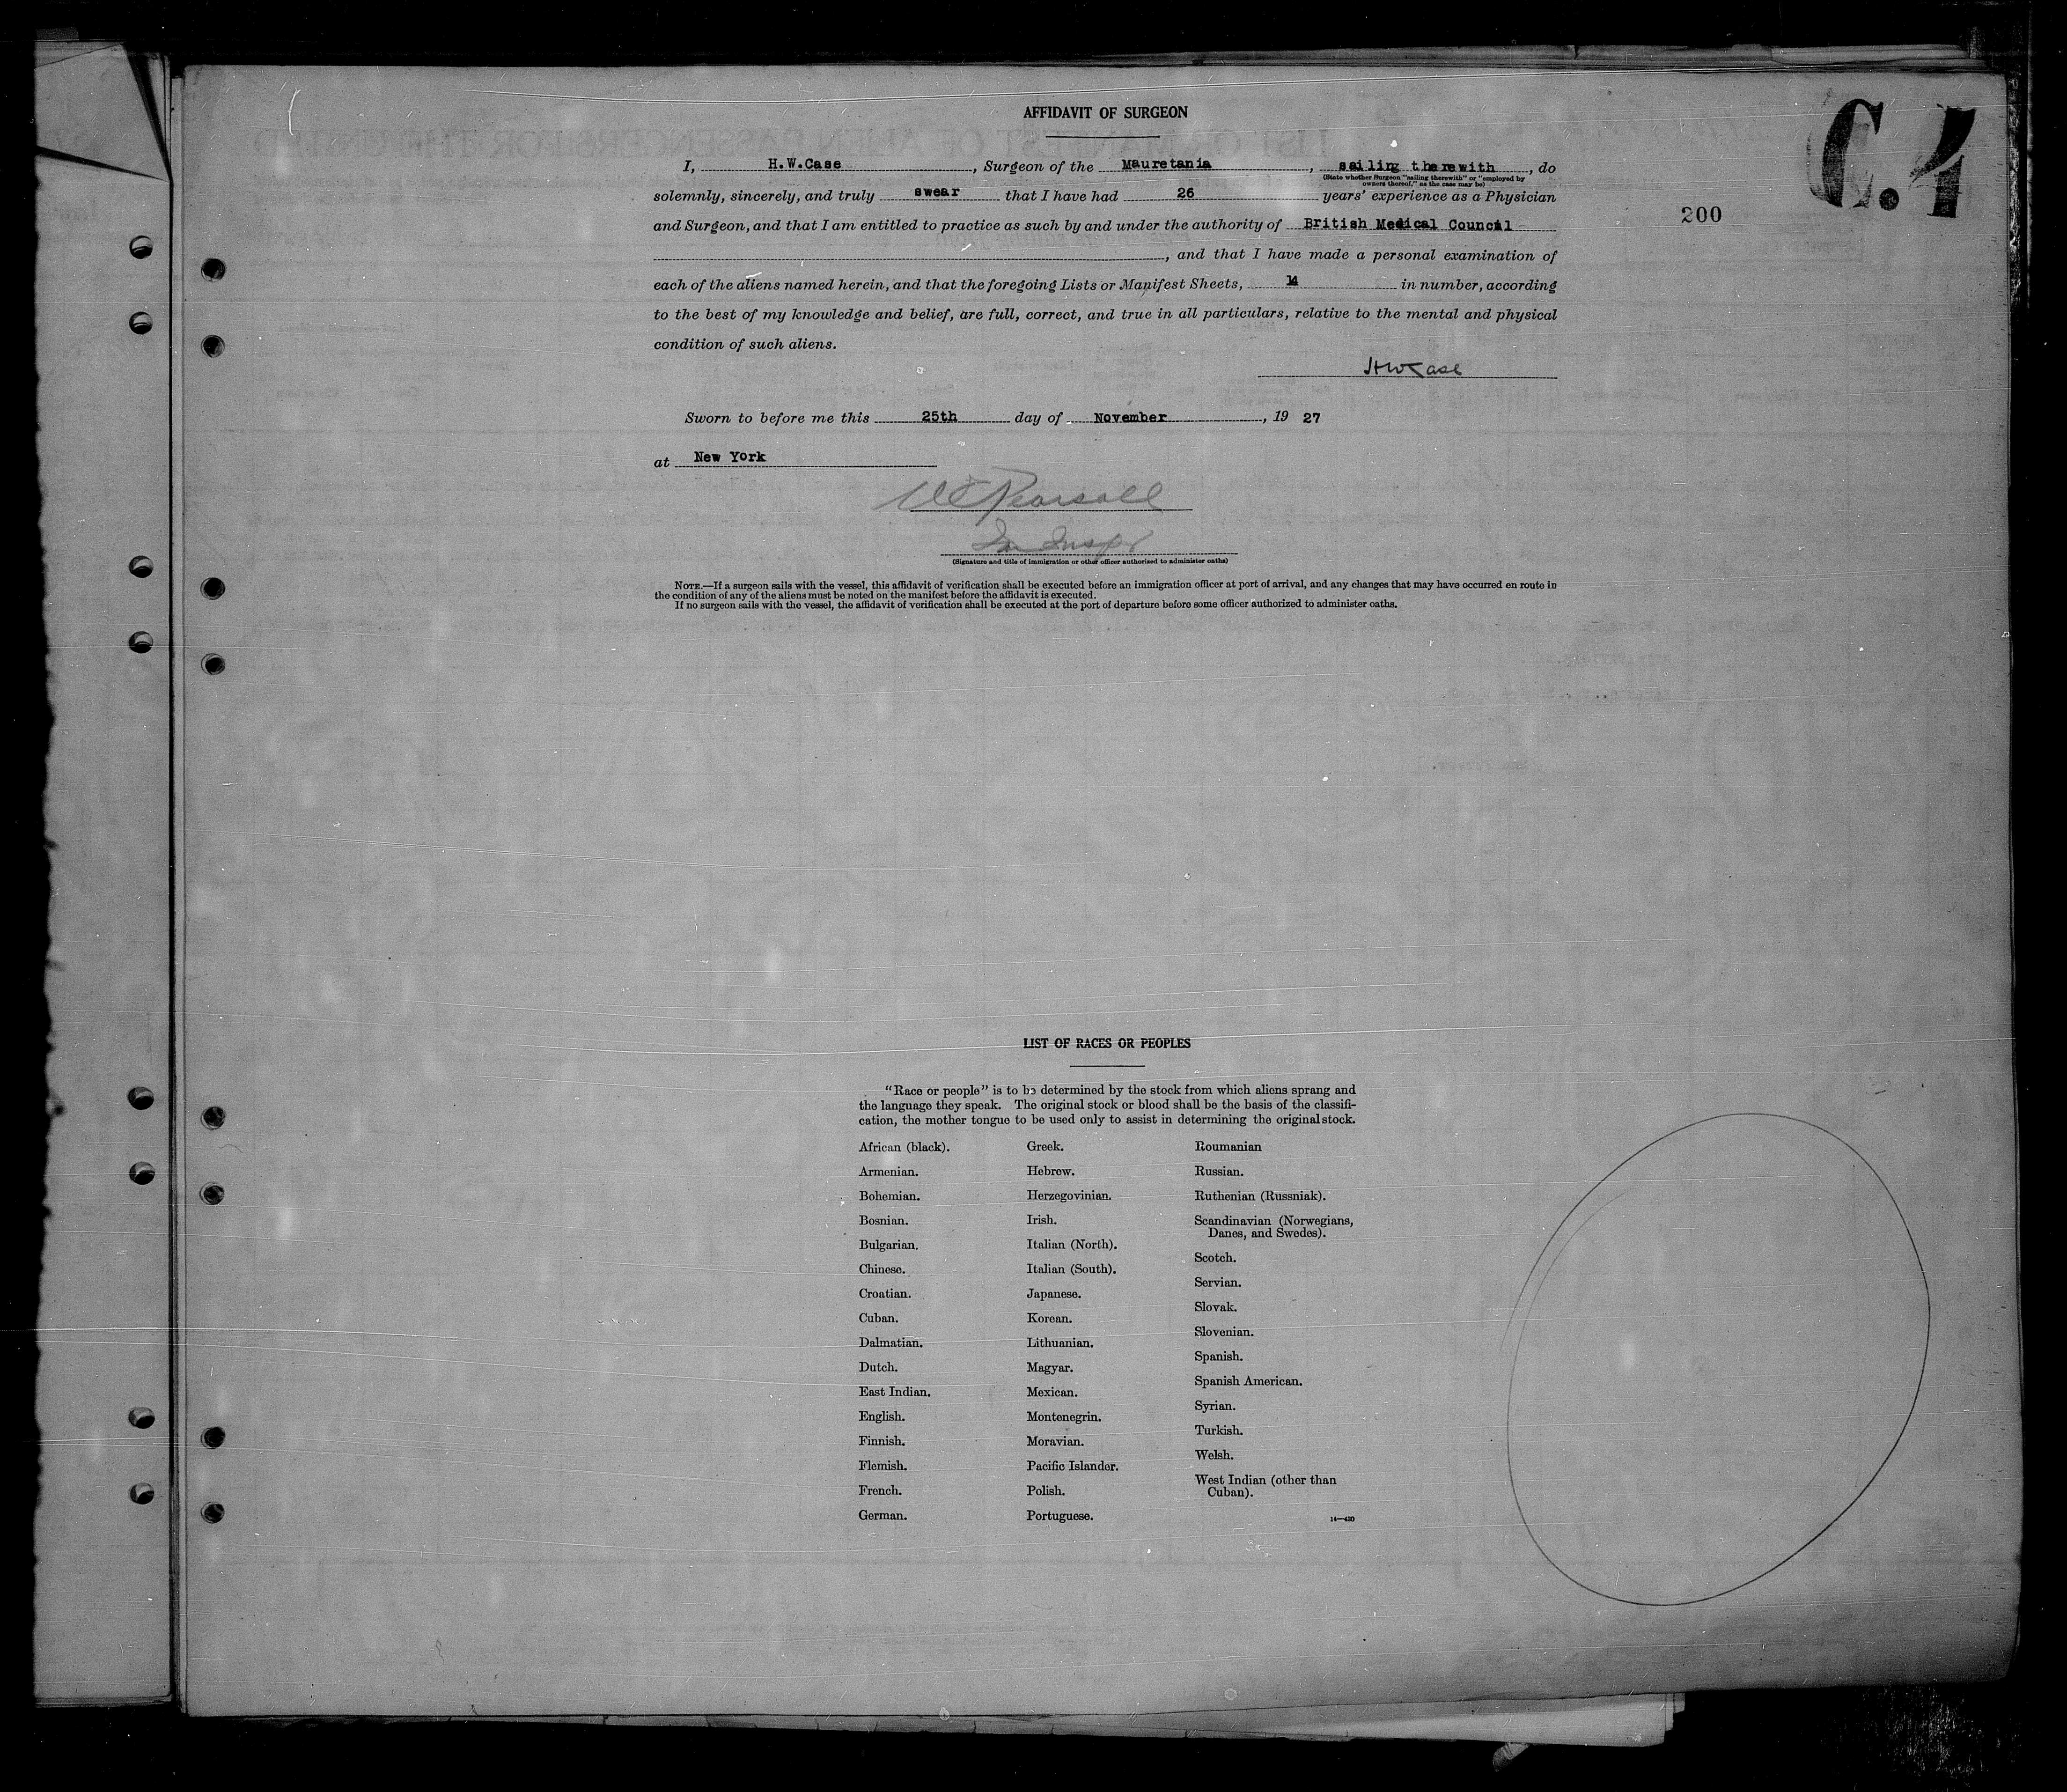 AFFIDAVIT OF SURGEON
C.4
200
I, H.W.Case, Surgeon of the Mauretania, sailing therewith, do
(State whether Surgeon "sailing therewith" or "employed by
owners thereof," as the case may be)
solemnly, sincerely, and truly swear that I have had 26 years' experience as a Physician
and Surgeon, and that I am entitled to practice as such by and under the authority of British Medical Council
, and that I have made a personal examination of
each of the aliens named herein, and that the foregoing Lists or Manifest Sheets, 14 in number, according
to the best of my knowledge and belief, are full, correct, and true in all particulars, relative to the mental and physical
condition of such aliens.
HWCase
Sworn to before me this 25th day of November, 19 27
at New York
Pearsall
(Signature and title of immigration or other officer authorized to administer oaths)
NOTE.—If a surgeon sails with the vessel, this affidavit of verification shall be executed before an immigration officer at port of arrival, and any changes that may have occurred en route in
the condition of any of the aliens must be noted on the manifest before the affidavit is executed.
If no surgeon sails with the vessel, the affidavit of verification shall be executed at the port of departure before some officer authorized to administer oaths.
LIST OF RACES OR PEOPLES
"Race or people" is to be determined by the stock from which aliens sprang and
the language they speak. The original stock or blood shall be the basis of the classifi-
cation, the mother tongue to be used only to assist in determining the original stock.
African (black).
Armenian.
Bohemian.
Bosnian.
Bulgarian.
Chinese.
Croatian.
Cuban.
Dalmatian.
Dutch.
East Indian.
English.
Finnish.
Flemish.
French.
German.
Greek.
Hebrew.
Herzegovinian.
Irish.
Italian (North).
Italian (South).
Japanese.
Korean.
Lithuanian.
Magyar.
Mexican.
Montenegrin.
Moravian.
Pacific Islander.
Polish.
Portuguese.
Roumanian
Russian.
Ruthenian (Russniak).
Scandinavian (Norwegians,
Danes, and Swedes).
Scotch.
Servian.
Slovak.
Slovenian.
Spanish.
Spanish American.
Syrian.
Turkish.
Welsh.
West Indian (other than
Cuban).
14—430